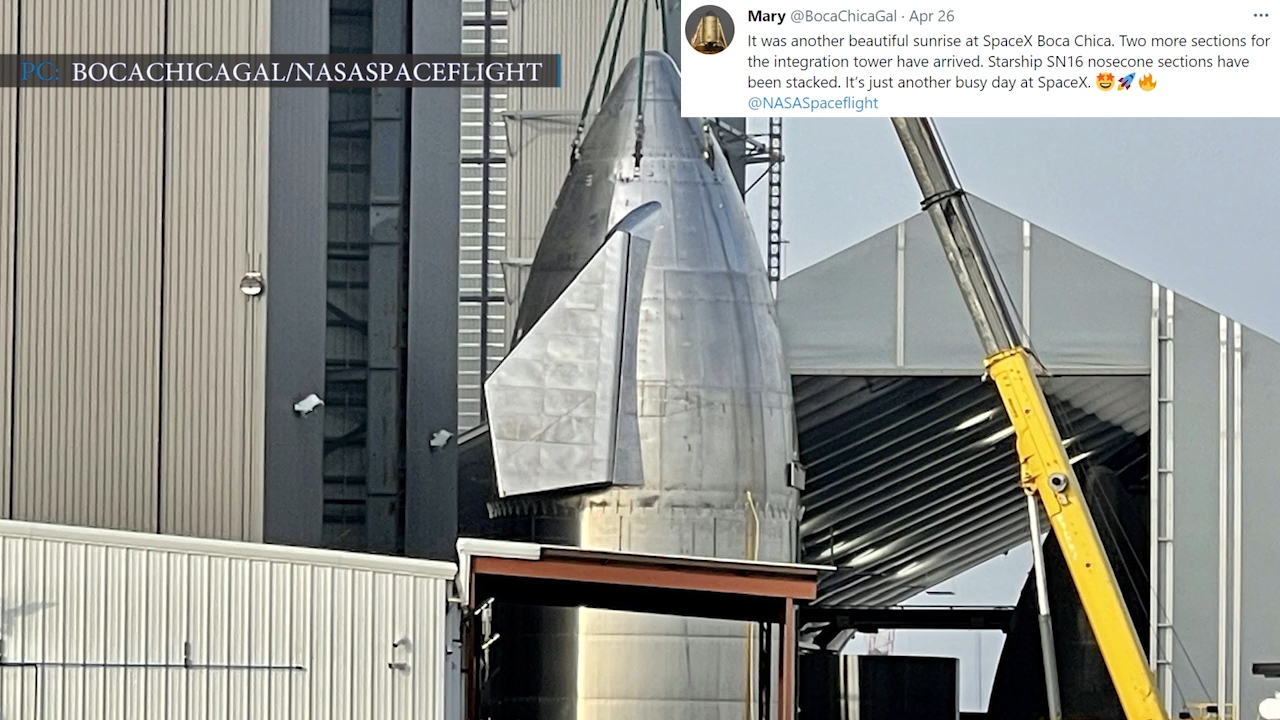 PC: BOCACHICAGAL/NASASPACEFLIGHT
Mary @BocaChicaGal · Apr 26
It was another beautiful sunrise at SpaceX Boca Chica. Two more sections for
the integration tower have arrived. Starship SN16 nosecone sections have
been stacked. It's just another busy day at SpaceX. 🤩🚀🔥
@NASASpaceflight